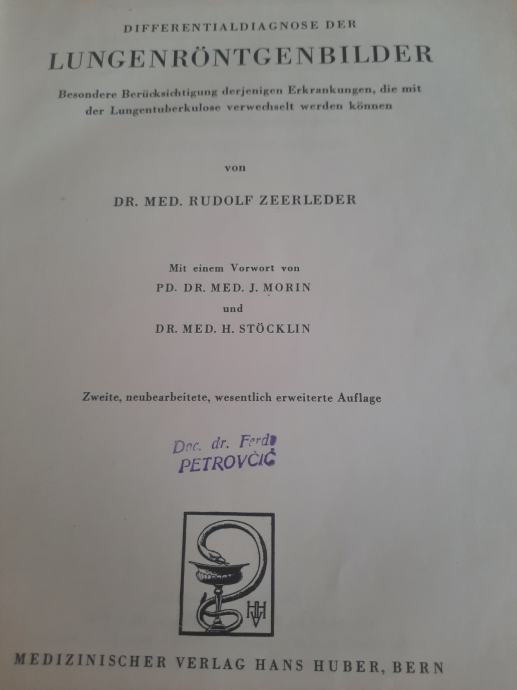 DIFFERENTIALDIAGNOSE DER
LUNGENRÖNTGENBILDER
Besondere Berücksichtigung derjenigen Erkrankungen, die mit
der Lungentuberkulose verwechselt werden können
von
DR. MED. RUDOLF ZEERLEDER
Mit einem Vorwort von
PD. DR. MED. J. MORIN
und
DR. MED. H. STÖCKLIN
Zweite, neubearbeitete, wesentlich erweiterte Auflage
Doc. dr. Ferdo
PETROVČIĆ
HHV
MEDIZINISCHER VERLAG HANS HUBER, BERN